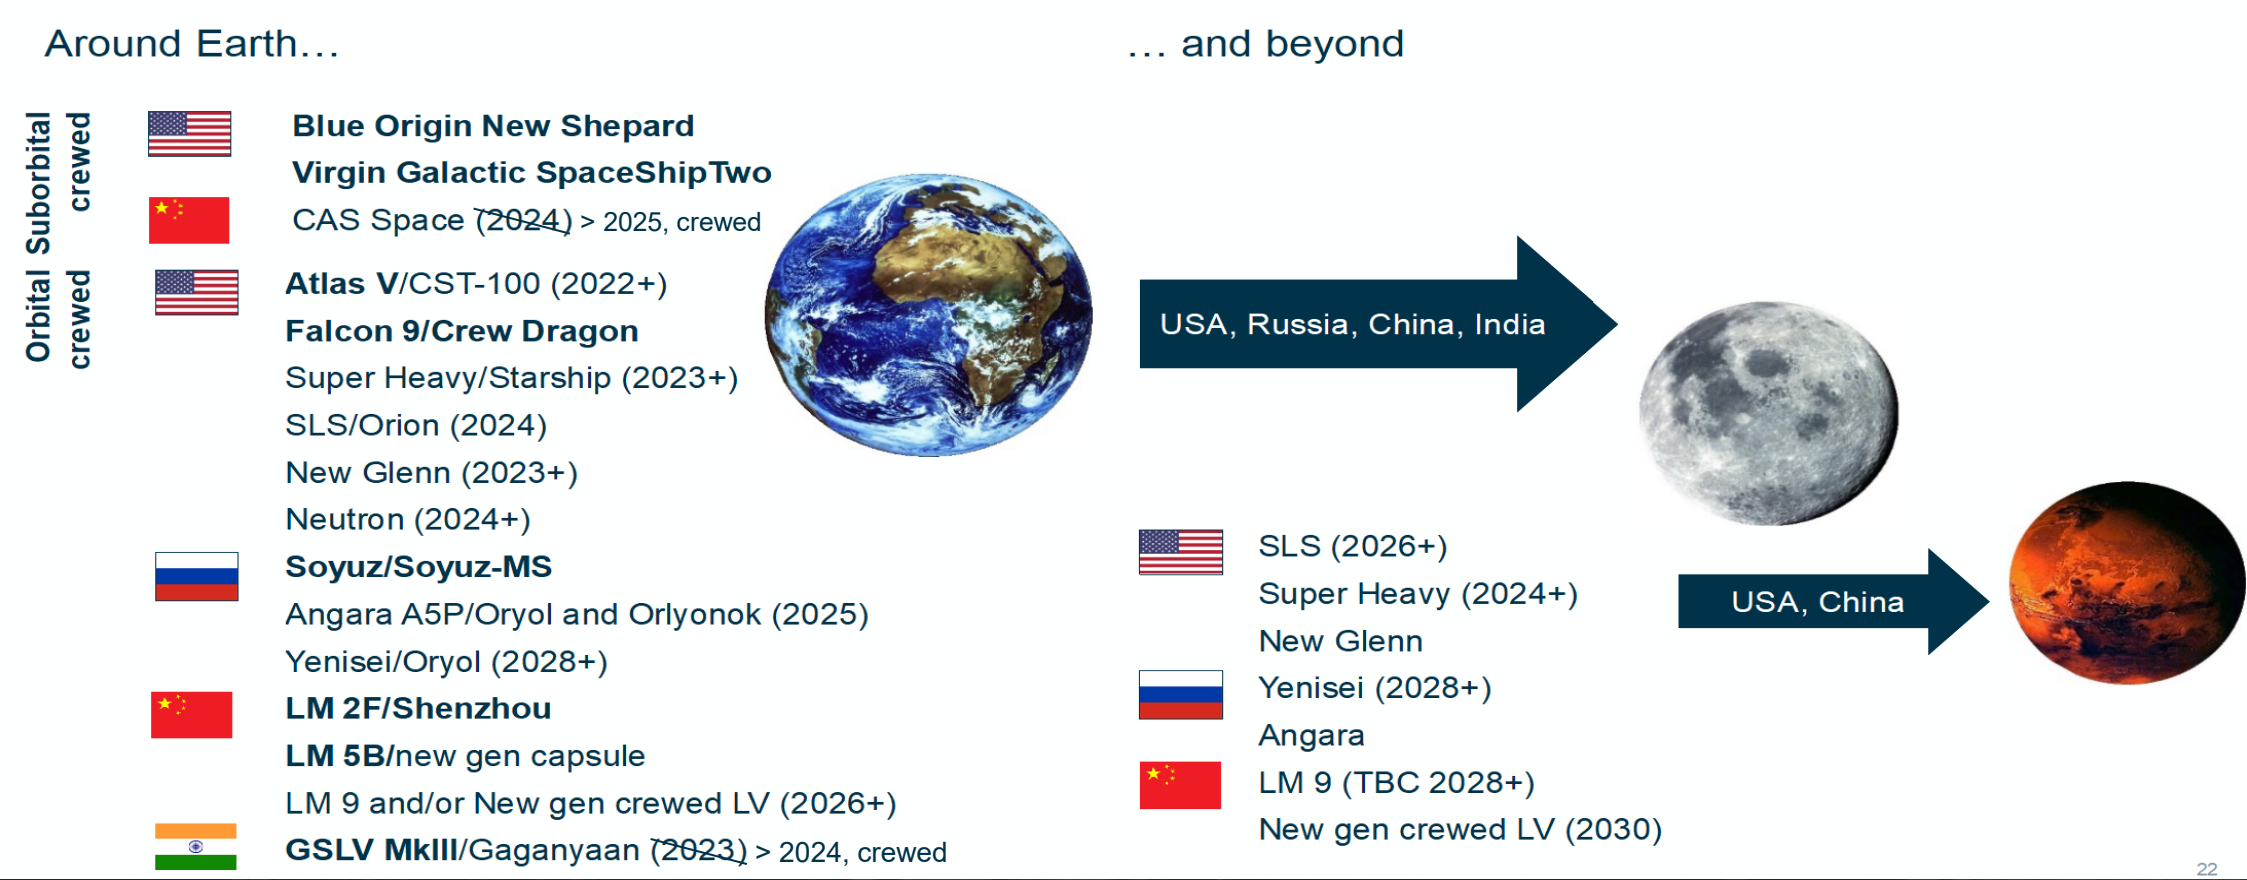 Around Earth…
… and beyond
Suborbital
crewed
Blue Origin New Shepard
Virgin Galactic SpaceShipTwo
CAS Space (2024) > 2025, crewed
Orbital
crewed
Atlas V/CST-100 (2022+)
Falcon 9/Crew Dragon
Super Heavy/Starship (2023+)
SLS/Orion (2024)
New Glenn (2023+)
Neutron (2024+)
Soyuz/Soyuz-MS
Angara A5P/Oryol and Orlyonok (2025)
Yenisei/Oryol (2028+)
LM 2F/Shenzhou
LM 5B/new gen capsule
LM 9 and/or New gen crewed LV (2026+)
GSLV MkIII/Gaganyaan (2023) > 2024, crewed
USA, Russia, China, India
USA, China
SLS (2026+)
Super Heavy (2024+)
New Glenn
Yenisei (2028+)
Angara
LM 9 (TBC 2028+)
New gen crewed LV (2030)
22